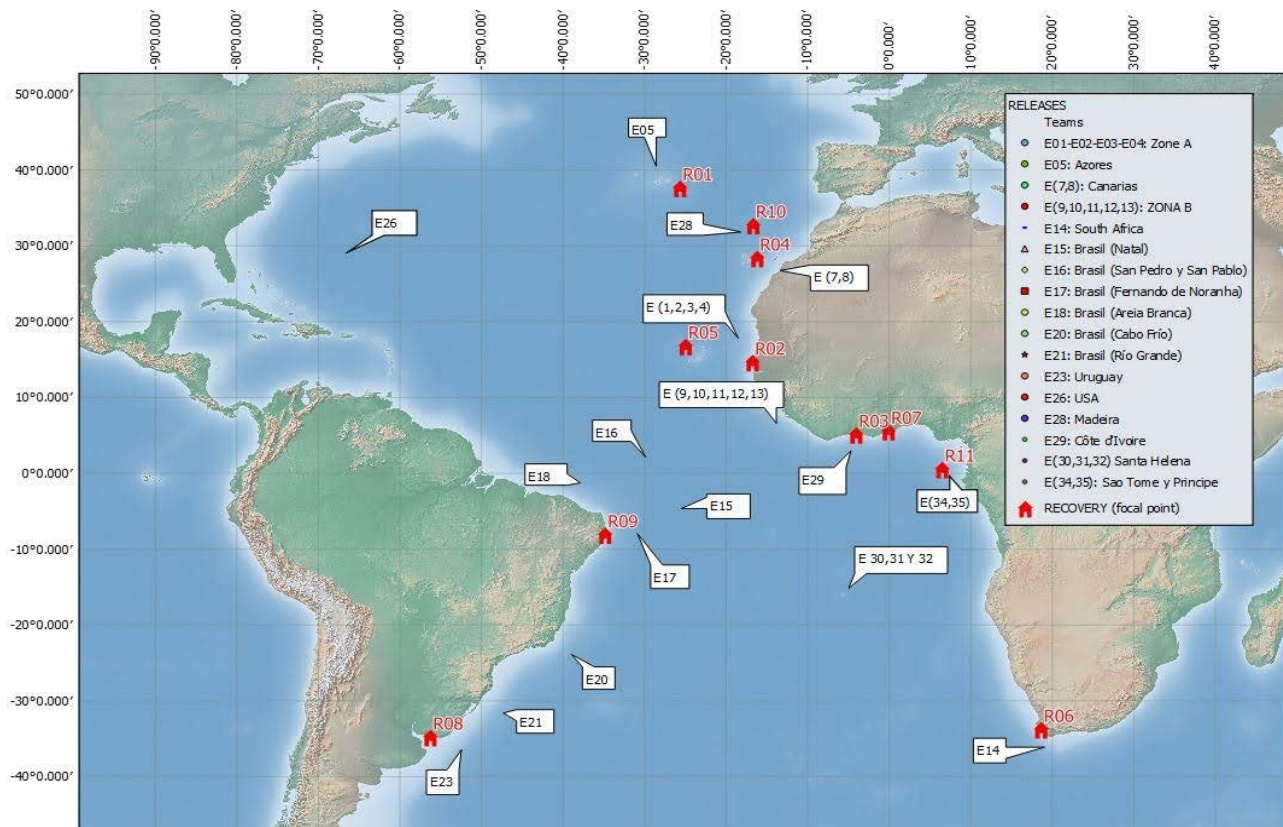 -90°0.000′
-80°0.000′
-70°0.000′
-60°0.000′
-50°0.000′
-40°0.000′
-30°0.000′
-20°0.000′
-10°0.000′
0°0.000′
10°0.000′
20°0.000′
30°0.000′
40°0.000′
50°0.000′
40°0.000′
30°0.000′
20°0.000′
10°0.000′
0°0.000′
-10°0.000′
-20°0.000′
-30°0.000′
-40°0.000′
E05
R01
E26
E28
R10
R04
E (7,8)
E (1,2,3,4)
R05
R02
E (9,10,11,12,13)
E16
R03
R07
E18
E29
R11
E(34,35)
E15
R09
E17
E 30,31 Y 32
E20
E21
R08
E23
R06
E14
RELEASES
Teams
E01-E02-E03-E04: Zone A
E05: Azores
E(7,8): Canarias
E(9,10,11,12,13): ZONA B
E14: South Africa
E15: Brasil (Natal)
E16: Brasil (San Pedro y San Pablo)
E17: Brasil (Fernando de Noranha)
E18: Brasil (Areia Branca)
E20: Brasil (Cabo Frío)
E21: Brasil (Río Grande)
E23: Uruguay
E26: USA
E28: Madeira
E29: Côte d'Ivoire
E(30,31,32) Santa Helena
E(34,35): Sao Tome y Principe
RECOVERY (focal point)